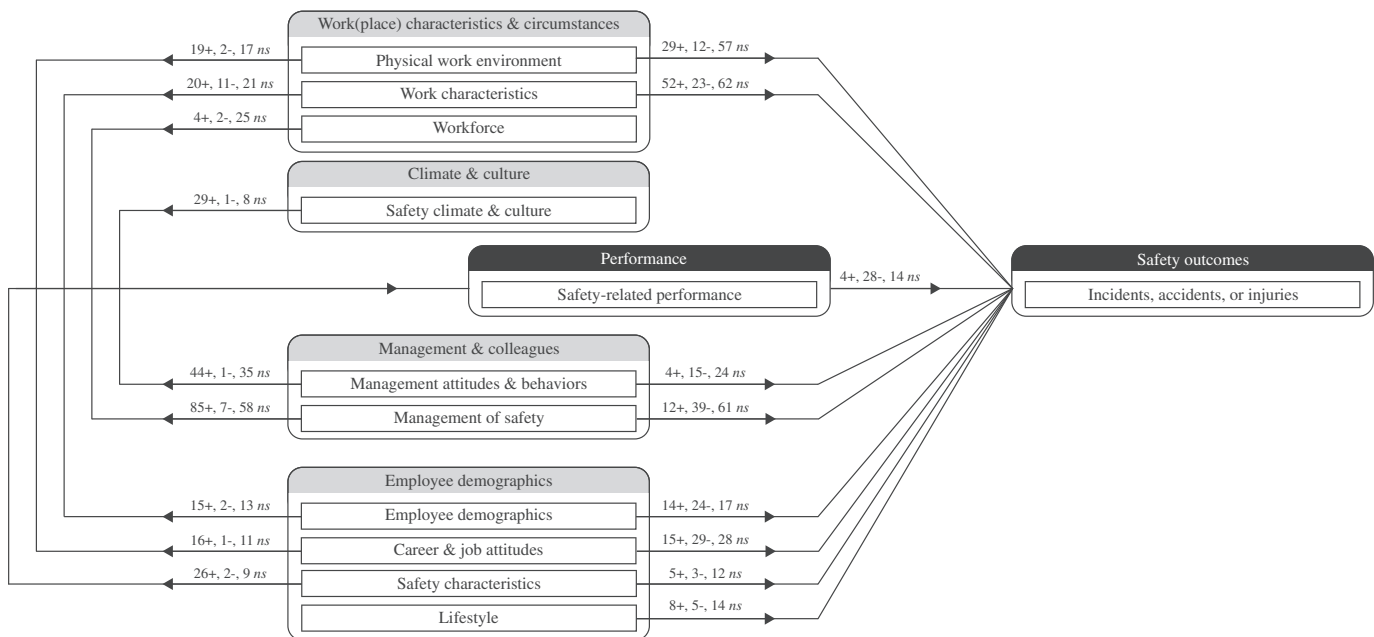 Work(place) characteristics & circumstances
19+, 2-, 17 ns
Physical work environment
29+, 12-, 57 ns
20+, 11-, 21 ns
Work characteristics
52+, 23-, 62 ns
4+, 2-, 25 ns
Workforce
Climate & culture
29+, 1-, 8 ns
Safety climate & culture
Performance
Safety-related performance
4+, 28-, 14 ns
Safety outcomes
Incidents, accidents, or injuries
Management & colleagues
44+, 1-, 35 ns
Management attitudes & behaviors
4+, 15-, 24 ns
85+, 7-, 58 ns
Management of safety
12+, 39-, 61 ns
Employee demographics
15+, 2-, 13 ns
Employee demographics
14+, 24-, 17 ns
16+, 1-, 11 ns
Career & job attitudes
15+, 29-, 28 ns
26+, 2-, 9 ns
Safety characteristics
5+, 3-, 12 ns
Lifestyle
8+, 5-, 14 ns